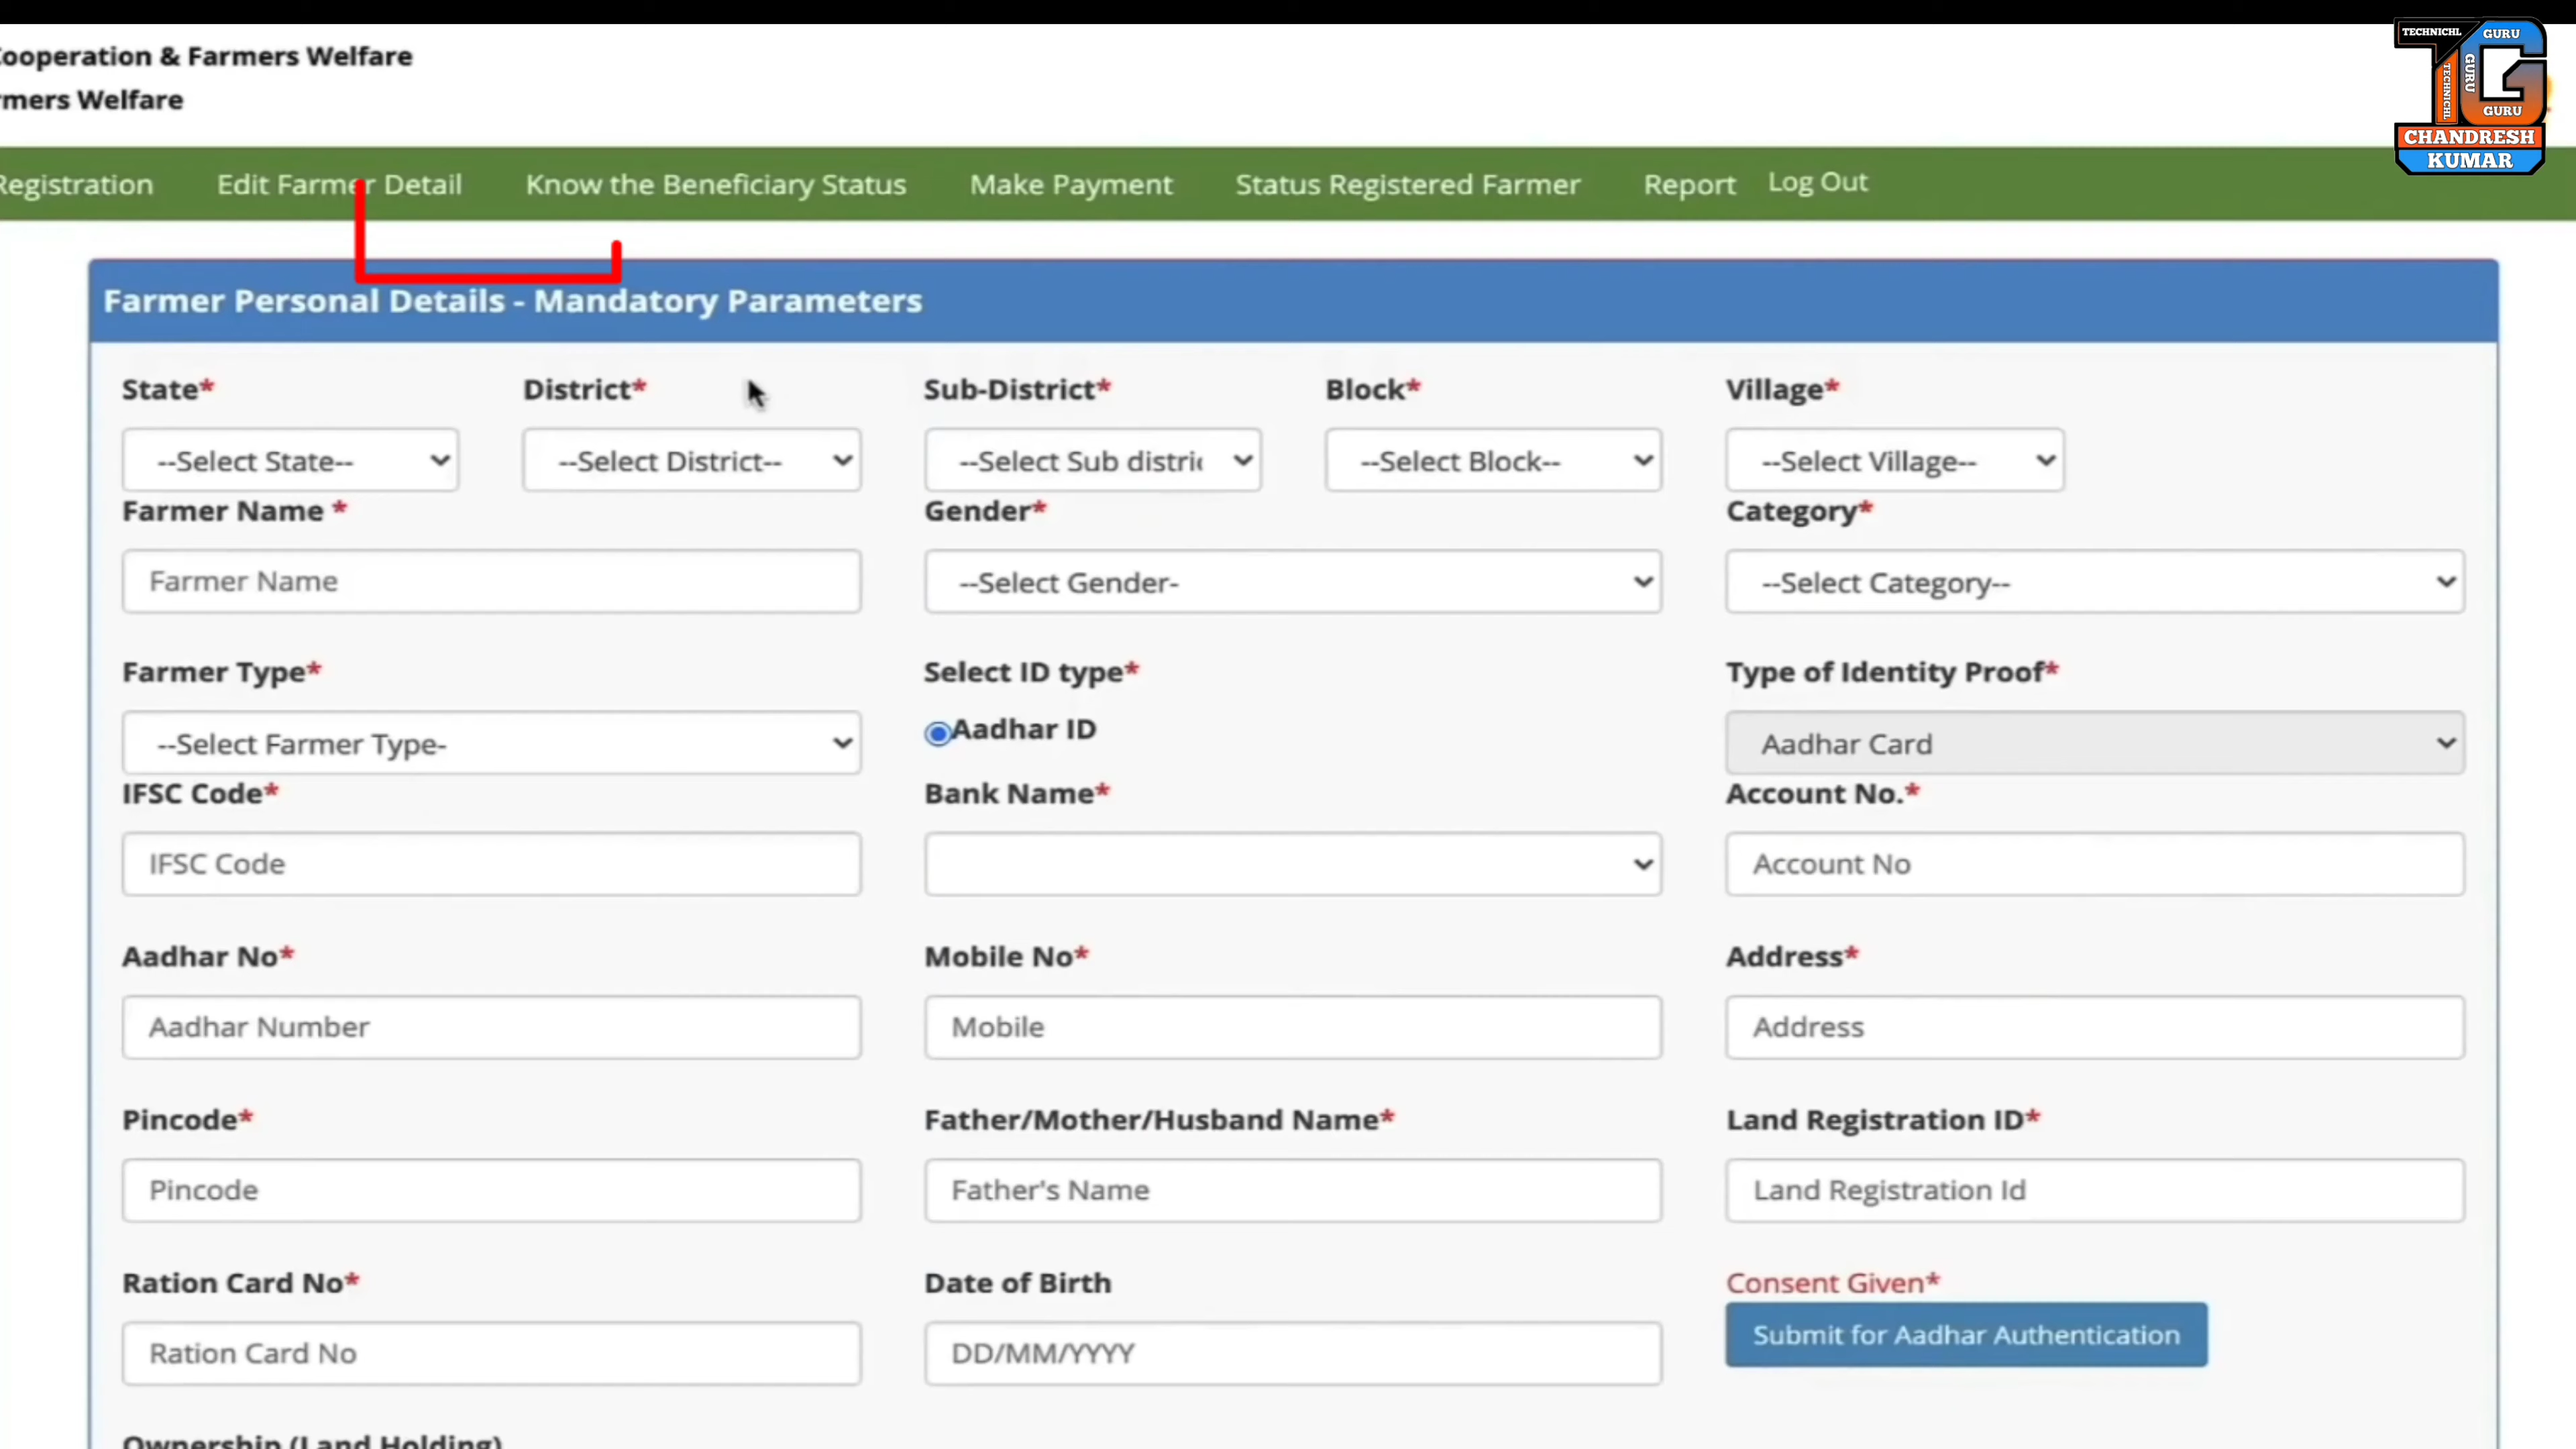 Cooperation & Farmers Welfare
rmers Welfare
TECHNICHL GURU
TECHNICHL GURU
GURU
CHANDRESH
KUMAR
Registration Edit Farmer Detail Know the Beneficiary Status Make Payment Status Registered Farmer Report Log Out
Farmer Personal Details - Mandatory Parameters
State* District* Sub-District* Block* Village*
--Select State-- --Select District-- --Select Sub distric --Select Block-- --Select Village--
Farmer Name * Gender* Category*
Farmer Name --Select Gender- --Select Category--
Farmer Type* Select ID type* Type of Identity Proof*
--Select Farmer Type- Aadhar ID Aadhar Card
IFSC Code* Bank Name* Account No.*
IFSC Code Account No
Aadhar No* Mobile No* Address*
Aadhar Number Mobile Address
Pincode* Father/Mother/Husband Name* Land Registration ID*
Pincode Father's Name Land Registration Id
Ration Card No* Date of Birth Consent Given*
Ration Card No DD/MM/YYYY Submit for Aadhar Authentication
Ownership (Land Holding)